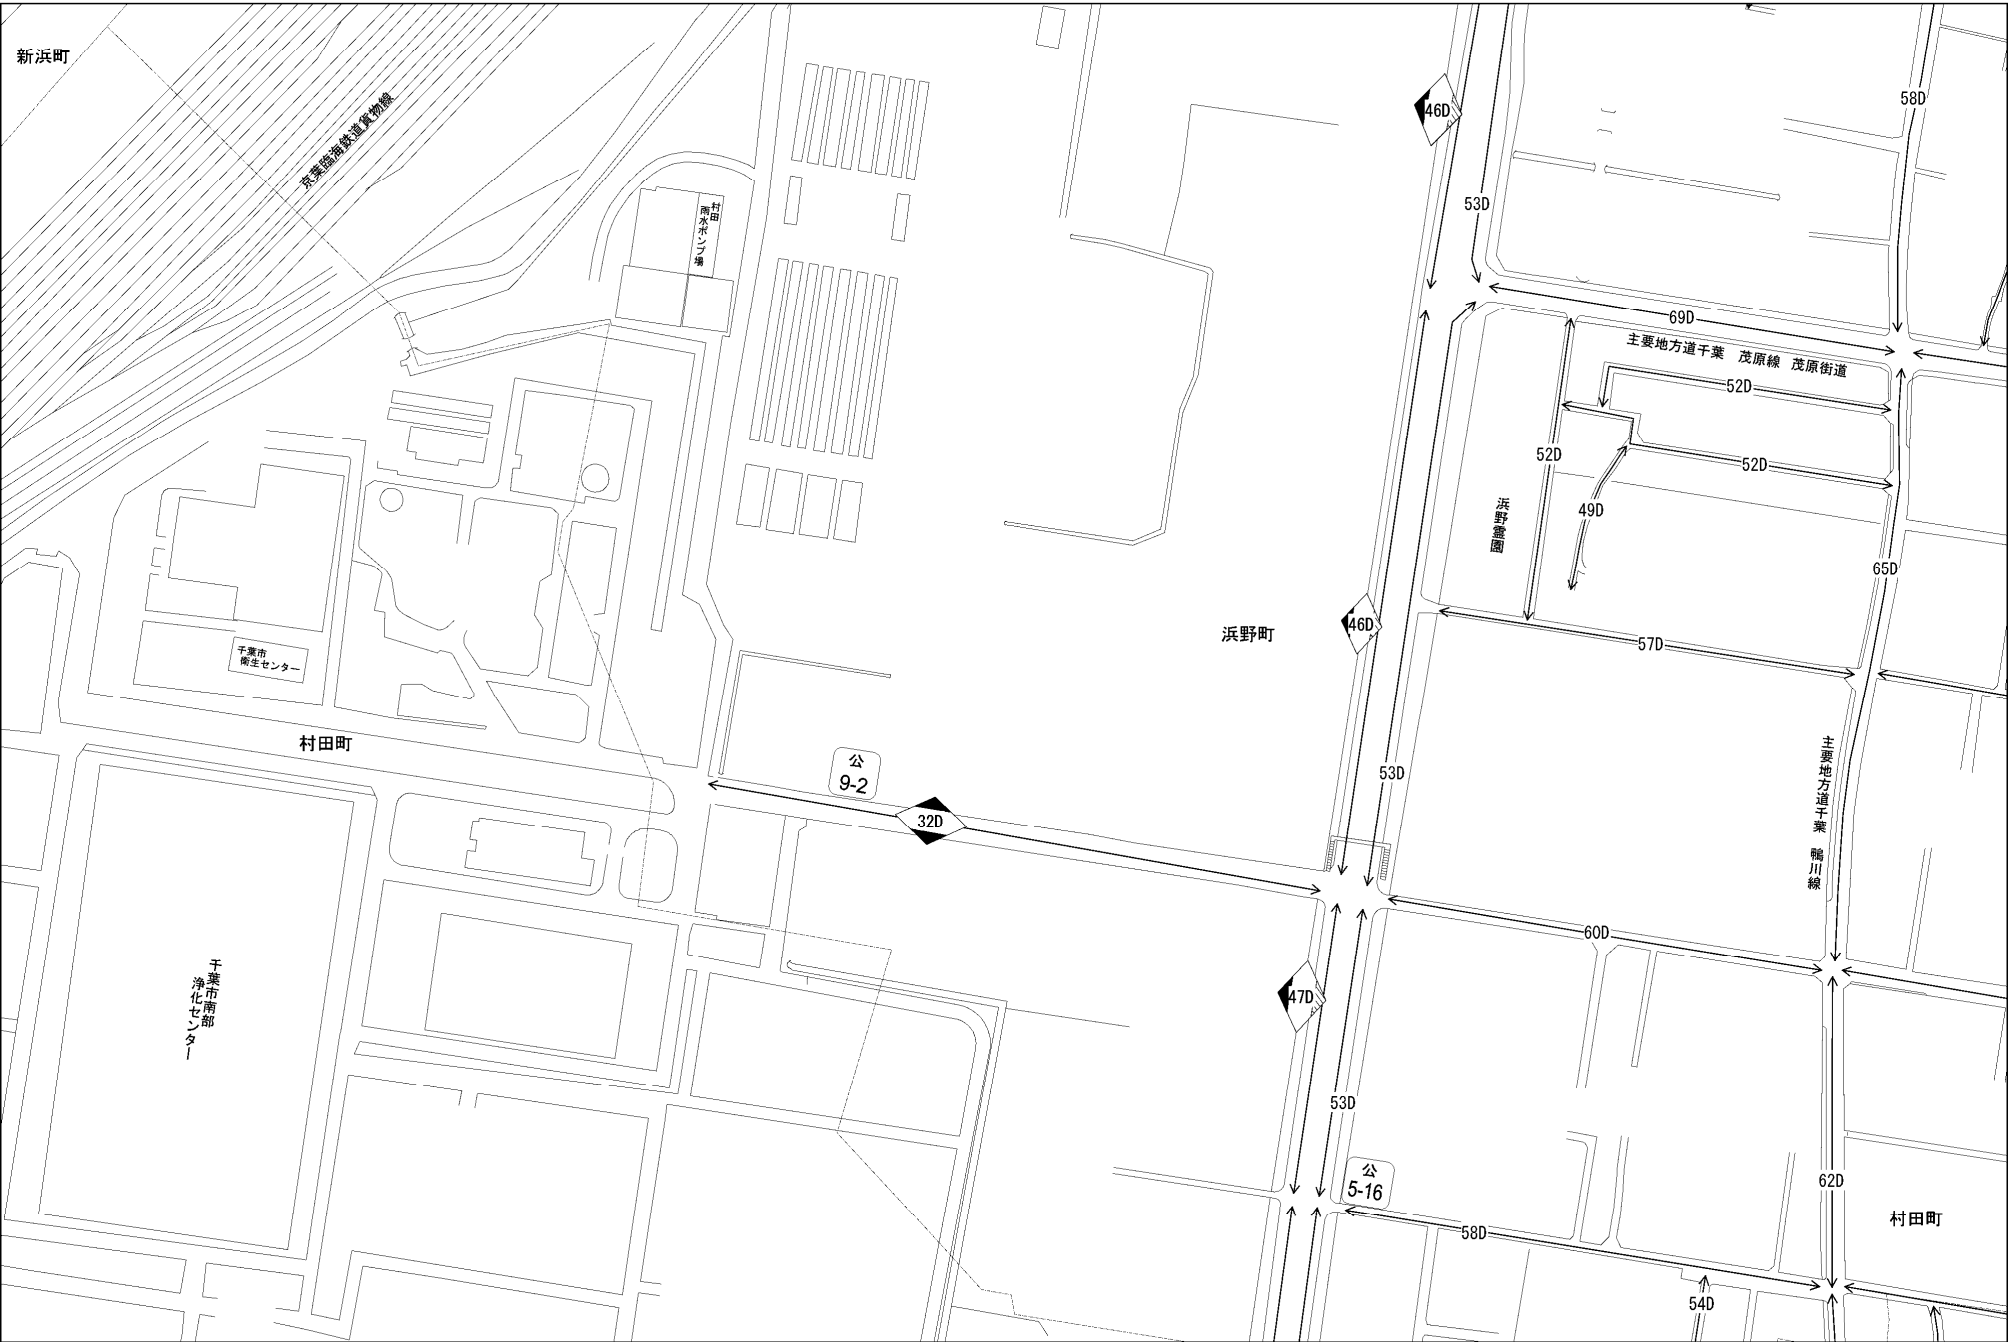 新浜町
京葉臨海鉄道貨物線
村田
雨水ポンプ場
46D
58D
53D
69D
主要地方道千葉　茂原線　茂原街道
52D
52D
52D
49D
浜野霊園
65D
46D
浜野町
57D
千葉市
衛生センター
村田町
公
9-2
32D
53D
主要地方道千葉　鴨川線
60D
千葉市南部
浄化センター
47D
53D
公
5-16
62D
58D
村田町
54D